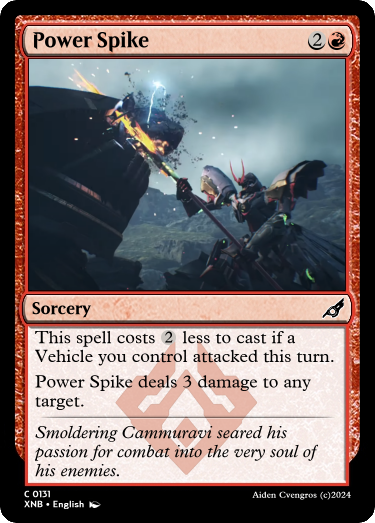 Power Spike 2
Sorcery
This spell costs 2 less to cast if a
Vehicle you control attacked this turn.
Power Spike deals 3 damage to any
target.
Smoldering Cammuravi seared his
passion for combat into the very soul of
his enemies.
C 0131
XNB • English
Aiden Cvengros (c)2024